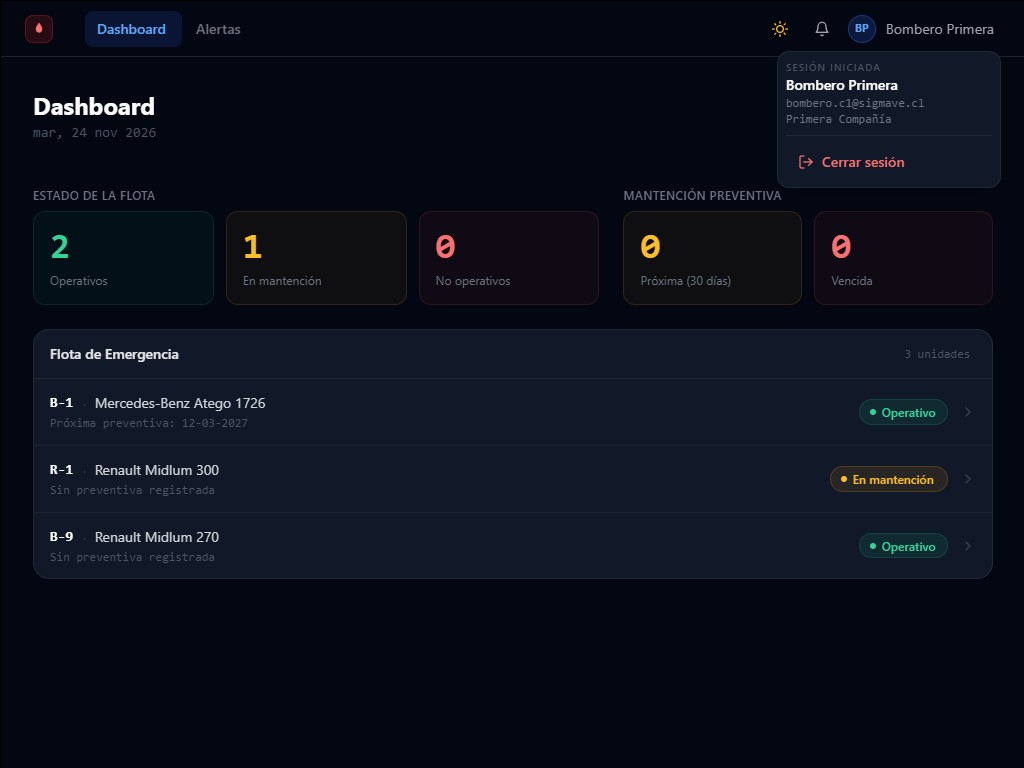 Dashboard
Alertas
BP
Bombero Primera
SESIÓN INICIADA
Bombero Primera
bombero.c1@sigmave.cl
Primera Compañía
Cerrar sesión
Dashboard
mar, 24 nov 2026
ESTADO DE LA FLOTA
2
Operativos
1
En mantención
0
No operativos
MANTENCIÓN PREVENTIVA
0
Próxima (30 días)
0
Vencida
Flota de Emergencia
3 unidades
B-1 · Mercedes-Benz Atego 1726
Próxima preventiva: 12-03-2027
Operativo
R-1 · Renault Midlum 300
Sin preventiva registrada
En mantención
B-9 · Renault Midlum 270
Sin preventiva registrada
Operativo